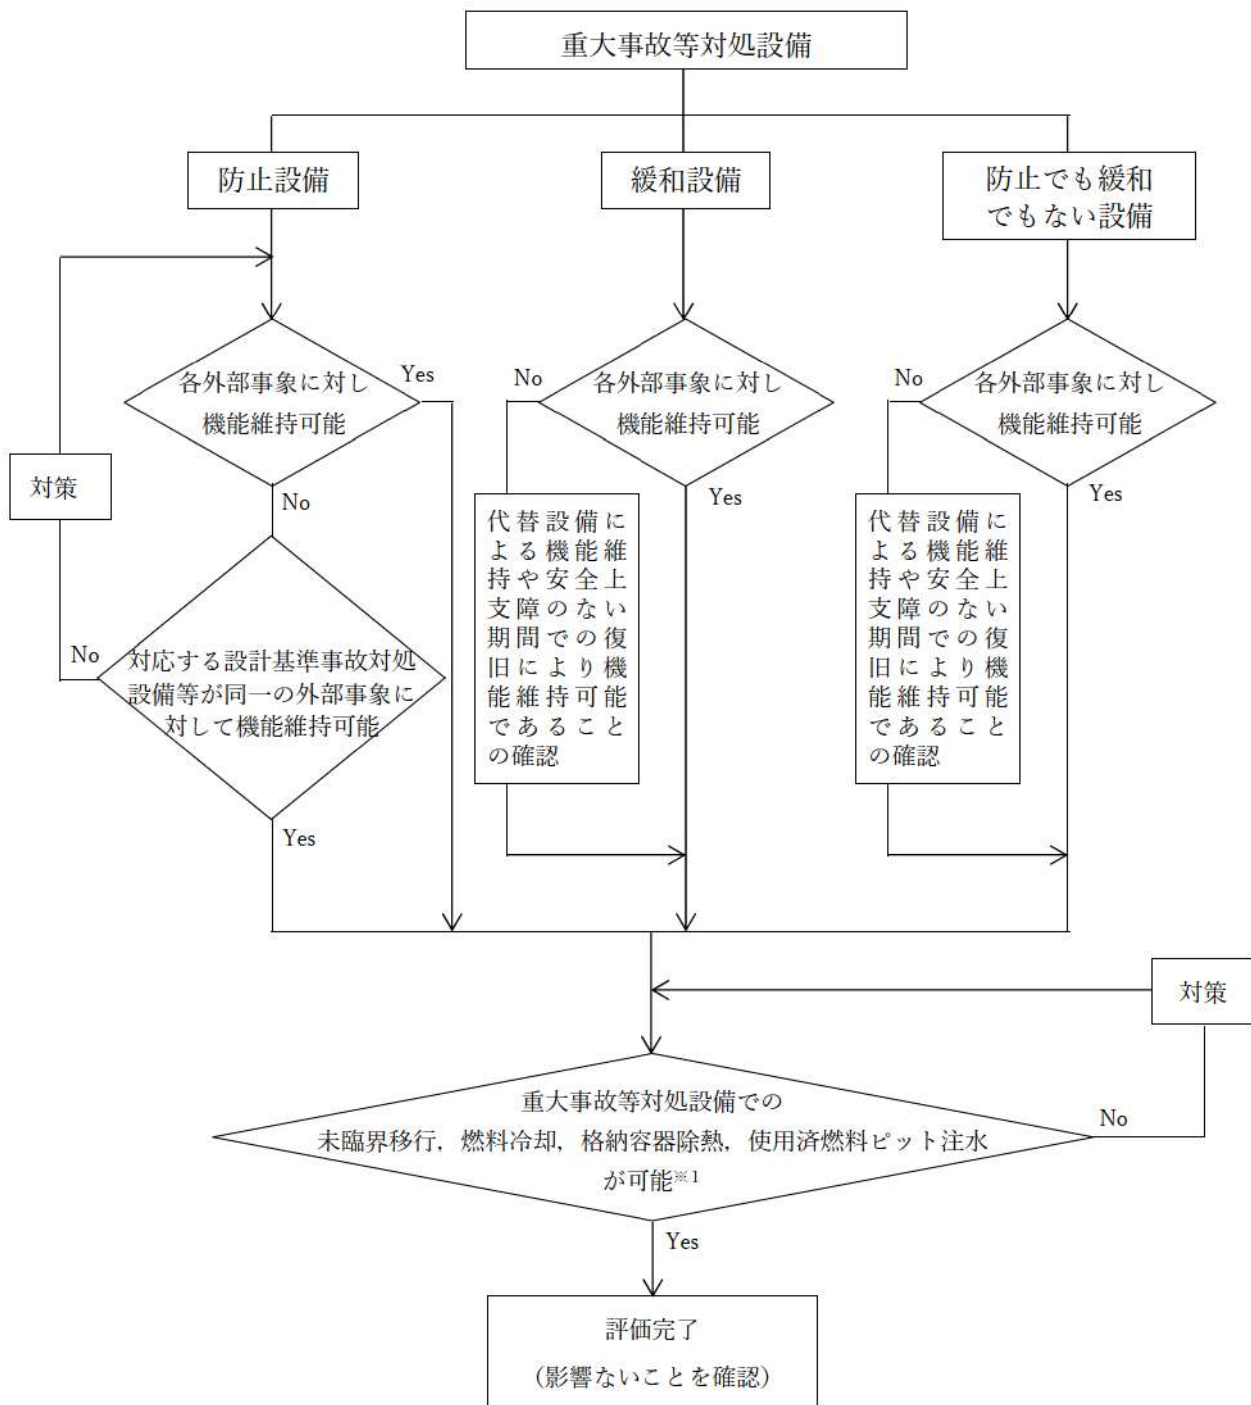 重大事故等対処設備
防止設備
緩和設備
防止でも緩和
でもない設備
各外部事象に対し
機能維持可能
Yes
No
対策
対応する設計基準事故対処
設備等が同一の外部事象に
対して機能維持可能
No
Yes
各外部事象に対し
機能維持可能
No
Yes
代替設備に
よる機能維
持や安全上
支障のない
期間での復
旧により機
能維持可能
であること
の確認
各外部事象に対し
機能維持可能
No
Yes
代替設備に
よる機能維
持や安全上
支障のない
期間での復
旧により機
能維持可能
であること
の確認
対策
重大事故等対処設備での
未臨界移行，燃料冷却，格納容器除熱，使用済燃料ピット注水
が可能※1
No
Yes
評価完了
（影響ないことを確認）